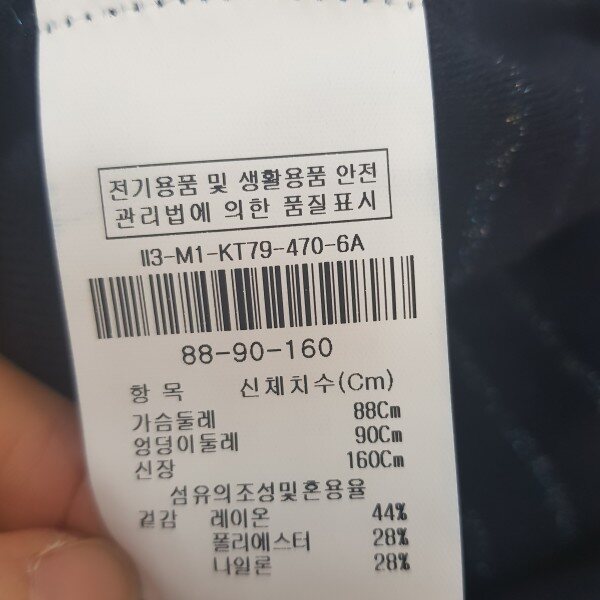 전기용품 및 생활용품 안전
관리법에 의한 품질표시
II3-M1-KT79-470-6A
88-90-160
항 목 신체치수(Cm)
가슴둘레 88Cm
엉덩이둘레 90Cm
신장 160Cm
섬유의조성및혼용율
겉감 레이온 44%
폴리에스터 28%
나일론 28%